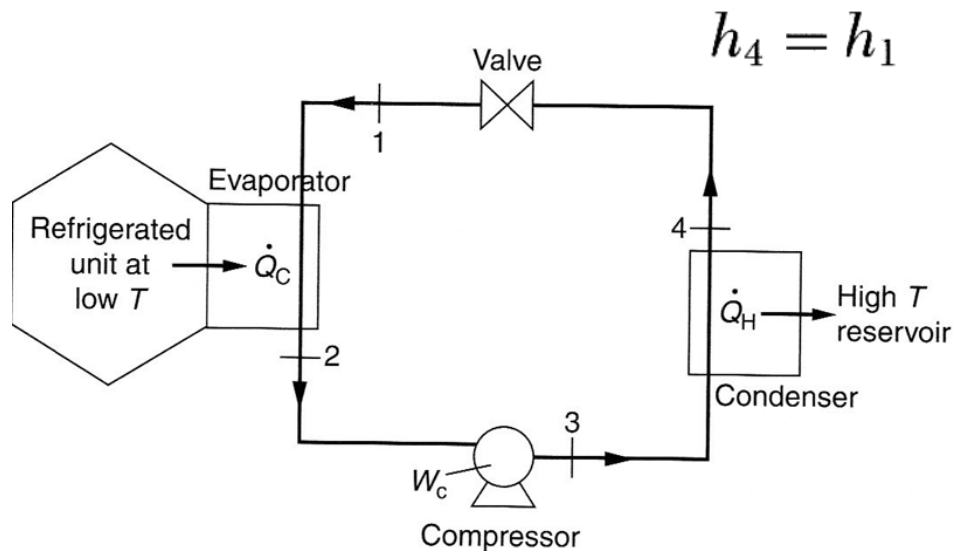 h₄ = h₁
Valve
1
Evaporator
Refrigerated
unit at
low T
Q̇C
4
Q̇H
High T
reservoir
2
Condenser
3
Wc
Compressor